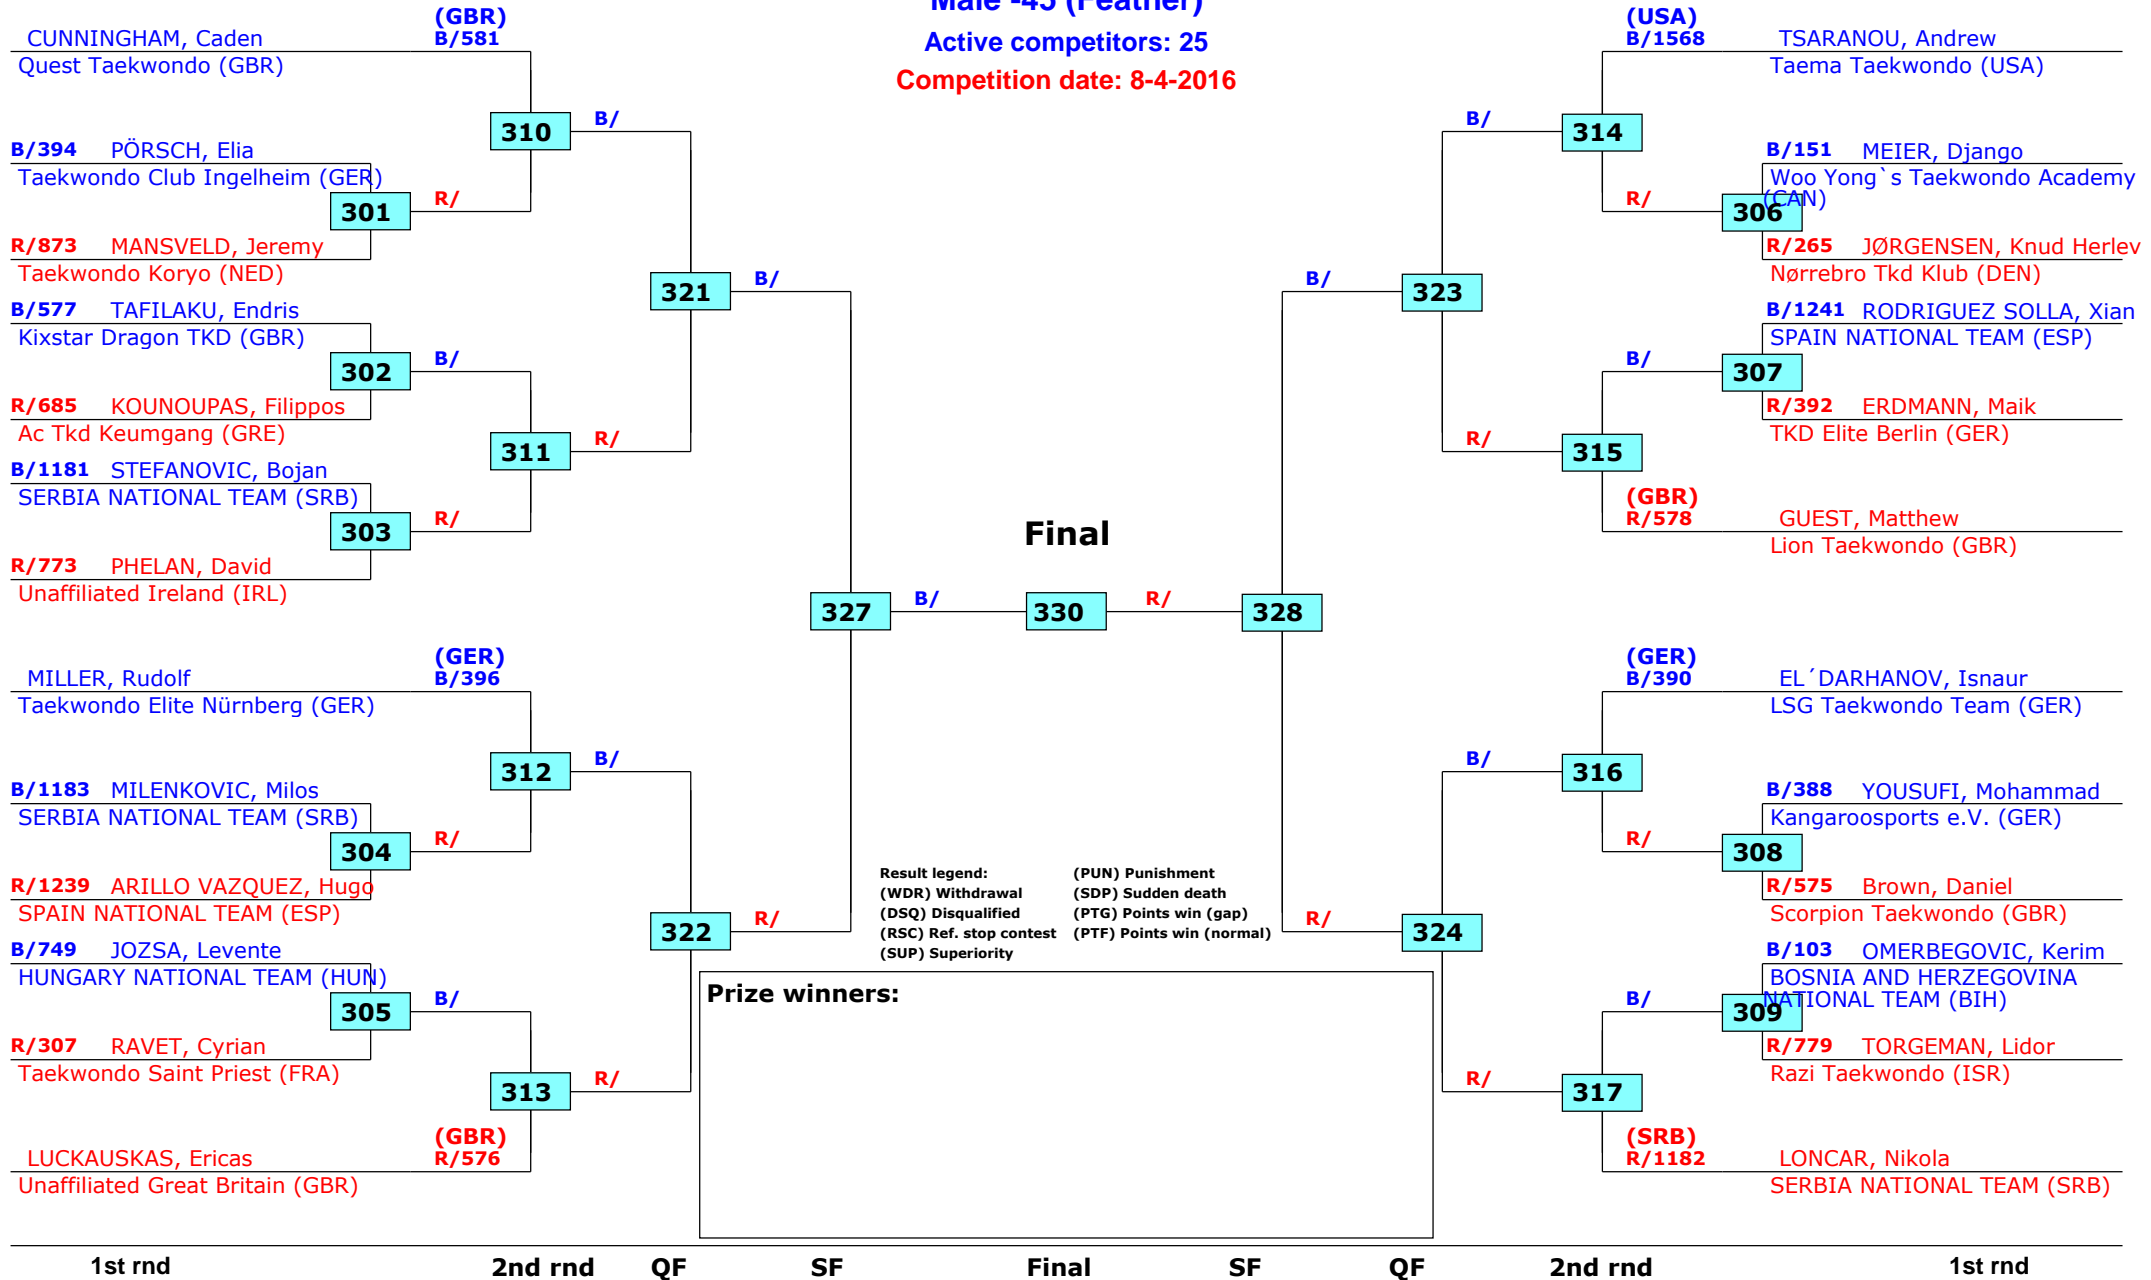 Male -45 (Feather)
Active competitors: 25
Competition date: 8-4-2016
(GBR)
CUNNINGHAM, Caden B/581
Quest Taekwondo (GBR)
310
B/
B/394 PÖRSCH, Elia
Taekwondo Club Ingelheim (GER)
301
R/
R/873 MANSVELD, Jeremy
Taekwondo Koryo (NED)
321
B/
B/577 TAFILAKU, Endris
Kixstar Dragon TKD (GBR)
302
B/
R/685 KOUNOUPAS, Filippos
Ac Tkd Keumgang (GRE)
311
R/
B/1181 STEFANOVIC, Bojan
SERBIA NATIONAL TEAM (SRB)
303
R/
R/773 PHELAN, David
Unaffiliated Ireland (IRL)
327
B/
(GER)
MILLER, Rudolf B/396
Taekwondo Elite Nürnberg (GER)
312
B/
B/1183 MILENKOVIC, Milos
SERBIA NATIONAL TEAM (SRB)
304
R/
R/1239 ARILLO VAZQUEZ, Hugo
SPAIN NATIONAL TEAM (ESP)
322
R/
B/749 JOZSA, Levente
HUNGARY NATIONAL TEAM (HUN)
305
B/
R/307 RAVET, Cyrian
Taekwondo Saint Priest (FRA)
313
R/
(GBR)
LUCKAUSKAS, Ericas R/576
Unaffiliated Great Britain (GBR)
Final
330
R/
328
(USA)
B/1568 TSARANOU, Andrew
Taema Taekwondo (USA)
B/
314
B/151 MEIER, Django
Woo Yong`s Taekwondo Academy
(CAN)
R/
306
R/265 JØRGENSEN, Knud Herlev
Nørrebro Tkd Klub (DEN)
B/
323
B/1241 RODRIGUEZ SOLLA, Xian
SPAIN NATIONAL TEAM (ESP)
B/
307
R/392 ERDMANN, Maik
TKD Elite Berlin (GER)
R/
315
(GBR)
R/578 GUEST, Matthew
Lion Taekwondo (GBR)
(GER)
B/390 EL´DARHANOV, Isnaur
LSG Taekwondo Team (GER)
B/
316
B/388 YOUSUFI, Mohammad
Kangaroosports e.V. (GER)
R/
308
R/575 Brown, Daniel
Scorpion Taekwondo (GBR)
R/
324
B/103 OMERBEGOVIC, Kerim
BOSNIA AND HERZEGOVINA
NATIONAL TEAM (BIH)
B/
309
R/779 TORGEMAN, Lidor
Razi Taekwondo (ISR)
R/
317
(SRB)
R/1182 LONCAR, Nikola
SERBIA NATIONAL TEAM (SRB)
Result legend: (PUN) Punishment
(WDR) Withdrawal (SDP) Sudden death
(DSQ) Disqualified (PTG) Points win (gap)
(RSC) Ref. stop contest (PTF) Points win (normal)
(SUP) Superiority
Prize winners:
1st rnd 2nd rnd QF SF Final SF QF 2nd rnd 1st rnd